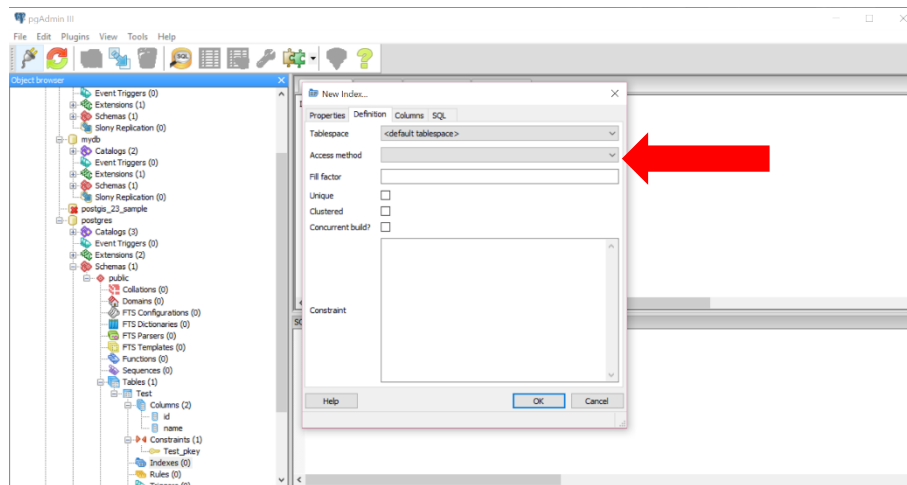 pgAdmin III
File Edit Plugins View Tools Help
SQL
Object browser
Event Triggers (0)
Extensions (1)
Schemas (1)
Slony Replication (0)
mydb
Catalogs (2)
Event Triggers (0)
Extensions (1)
Schemas (1)
Slony Replication (0)
postgis_23_sample
postgres
Catalogs (3)
Event Triggers (0)
Extensions (2)
Schemas (1)
public
Collations (0)
Domains (0)
FTS Configurations (0)
FTS Dictionaries (0)
FTS Parsers (0)
FTS Templates (0)
Functions (0)
Sequences (0)
Tables (1)
Test
Columns (2)
id
name
Constraints (1)
Test_pkey
Indexes (0)
Rules (0)
New Index...
Properties Definition Columns SQL
Tablespace <default tablespace>
Access method
Fill factor
Unique
Clustered
Concurrent build?
Constraint
Help OK Cancel